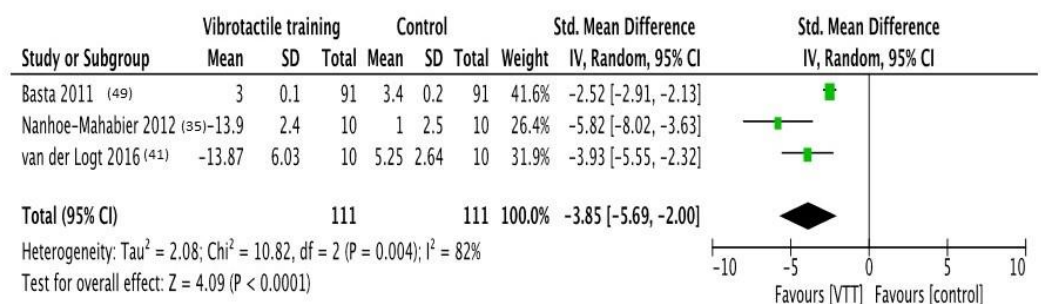 Vibrotactile training Control Std. Mean Difference Std. Mean Difference
Study or Subgroup Mean SD Total Mean SD Total Weight IV, Random, 95% CI IV, Random, 95% CI
Basta 2011 (49) 3 0.1 91 3.4 0.2 91 41.6% −2.52 [−2.91, −2.13]
Nanhoe-Mahabier 2012 (35) −13.9 2.4 10 1 2.5 10 26.4% −5.82 [−8.02, −3.63]
van der Logt 2016 (41) −13.87 6.03 10 5.25 2.64 10 31.9% −3.93 [−5.55, −2.32]
Total (95% CI) 111 111 100.0% −3.85 [−5.69, −2.00]
Heterogeneity: Tau² = 2.08; Chi² = 10.82, df = 2 (P = 0.004); I² = 82%
Test for overall effect: Z = 4.09 (P < 0.0001)
−10 −5 0 5 10
Favours [VTT] Favours [control]